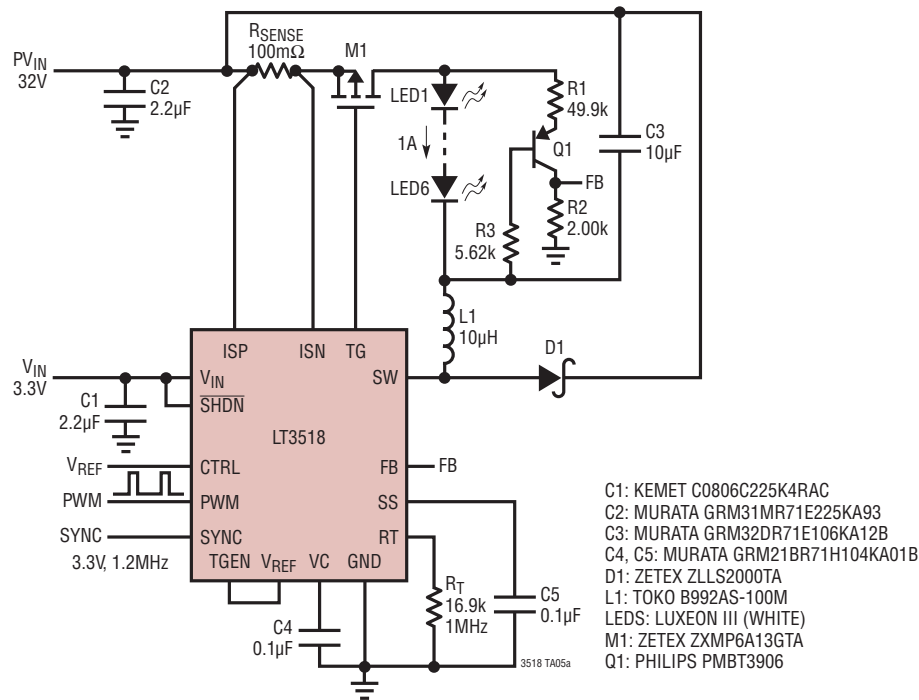 RSENSE
100mΩ
M1
PVIN
32V
C2
2.2µF
LED1
1A
LED6
R1
49.9k
Q1
FB
R2
2.00k
R3
5.62k
C3
10µF
L1
10µH
D1
ISP
ISN
TG
VIN
3.3V
C1
2.2µF
VIN
SHDN
SW
LT3518
VREF
CTRL
FB
FB
PWM
PWM
SS
SYNC
SYNC
RT
3.3V, 1.2MHz
TGEN
VREF
VC
GND
C4
0.1µF
RT
16.9k
1MHz
C5
0.1µF
3518 TA05a
C1: KEMET C0806C225K4RAC
C2: MURATA GRM31MR71E225KA93
C3: MURATA GRM32DR71E106KA12B
C4, C5: MURATA GRM21BR71H104KA01B
D1: ZETEX ZLLS2000TA
L1: TOKO B992AS-100M
LEDS: LUXEON III (WHITE)
M1: ZETEX ZXMP6A13GTA
Q1: PHILIPS PMBT3906